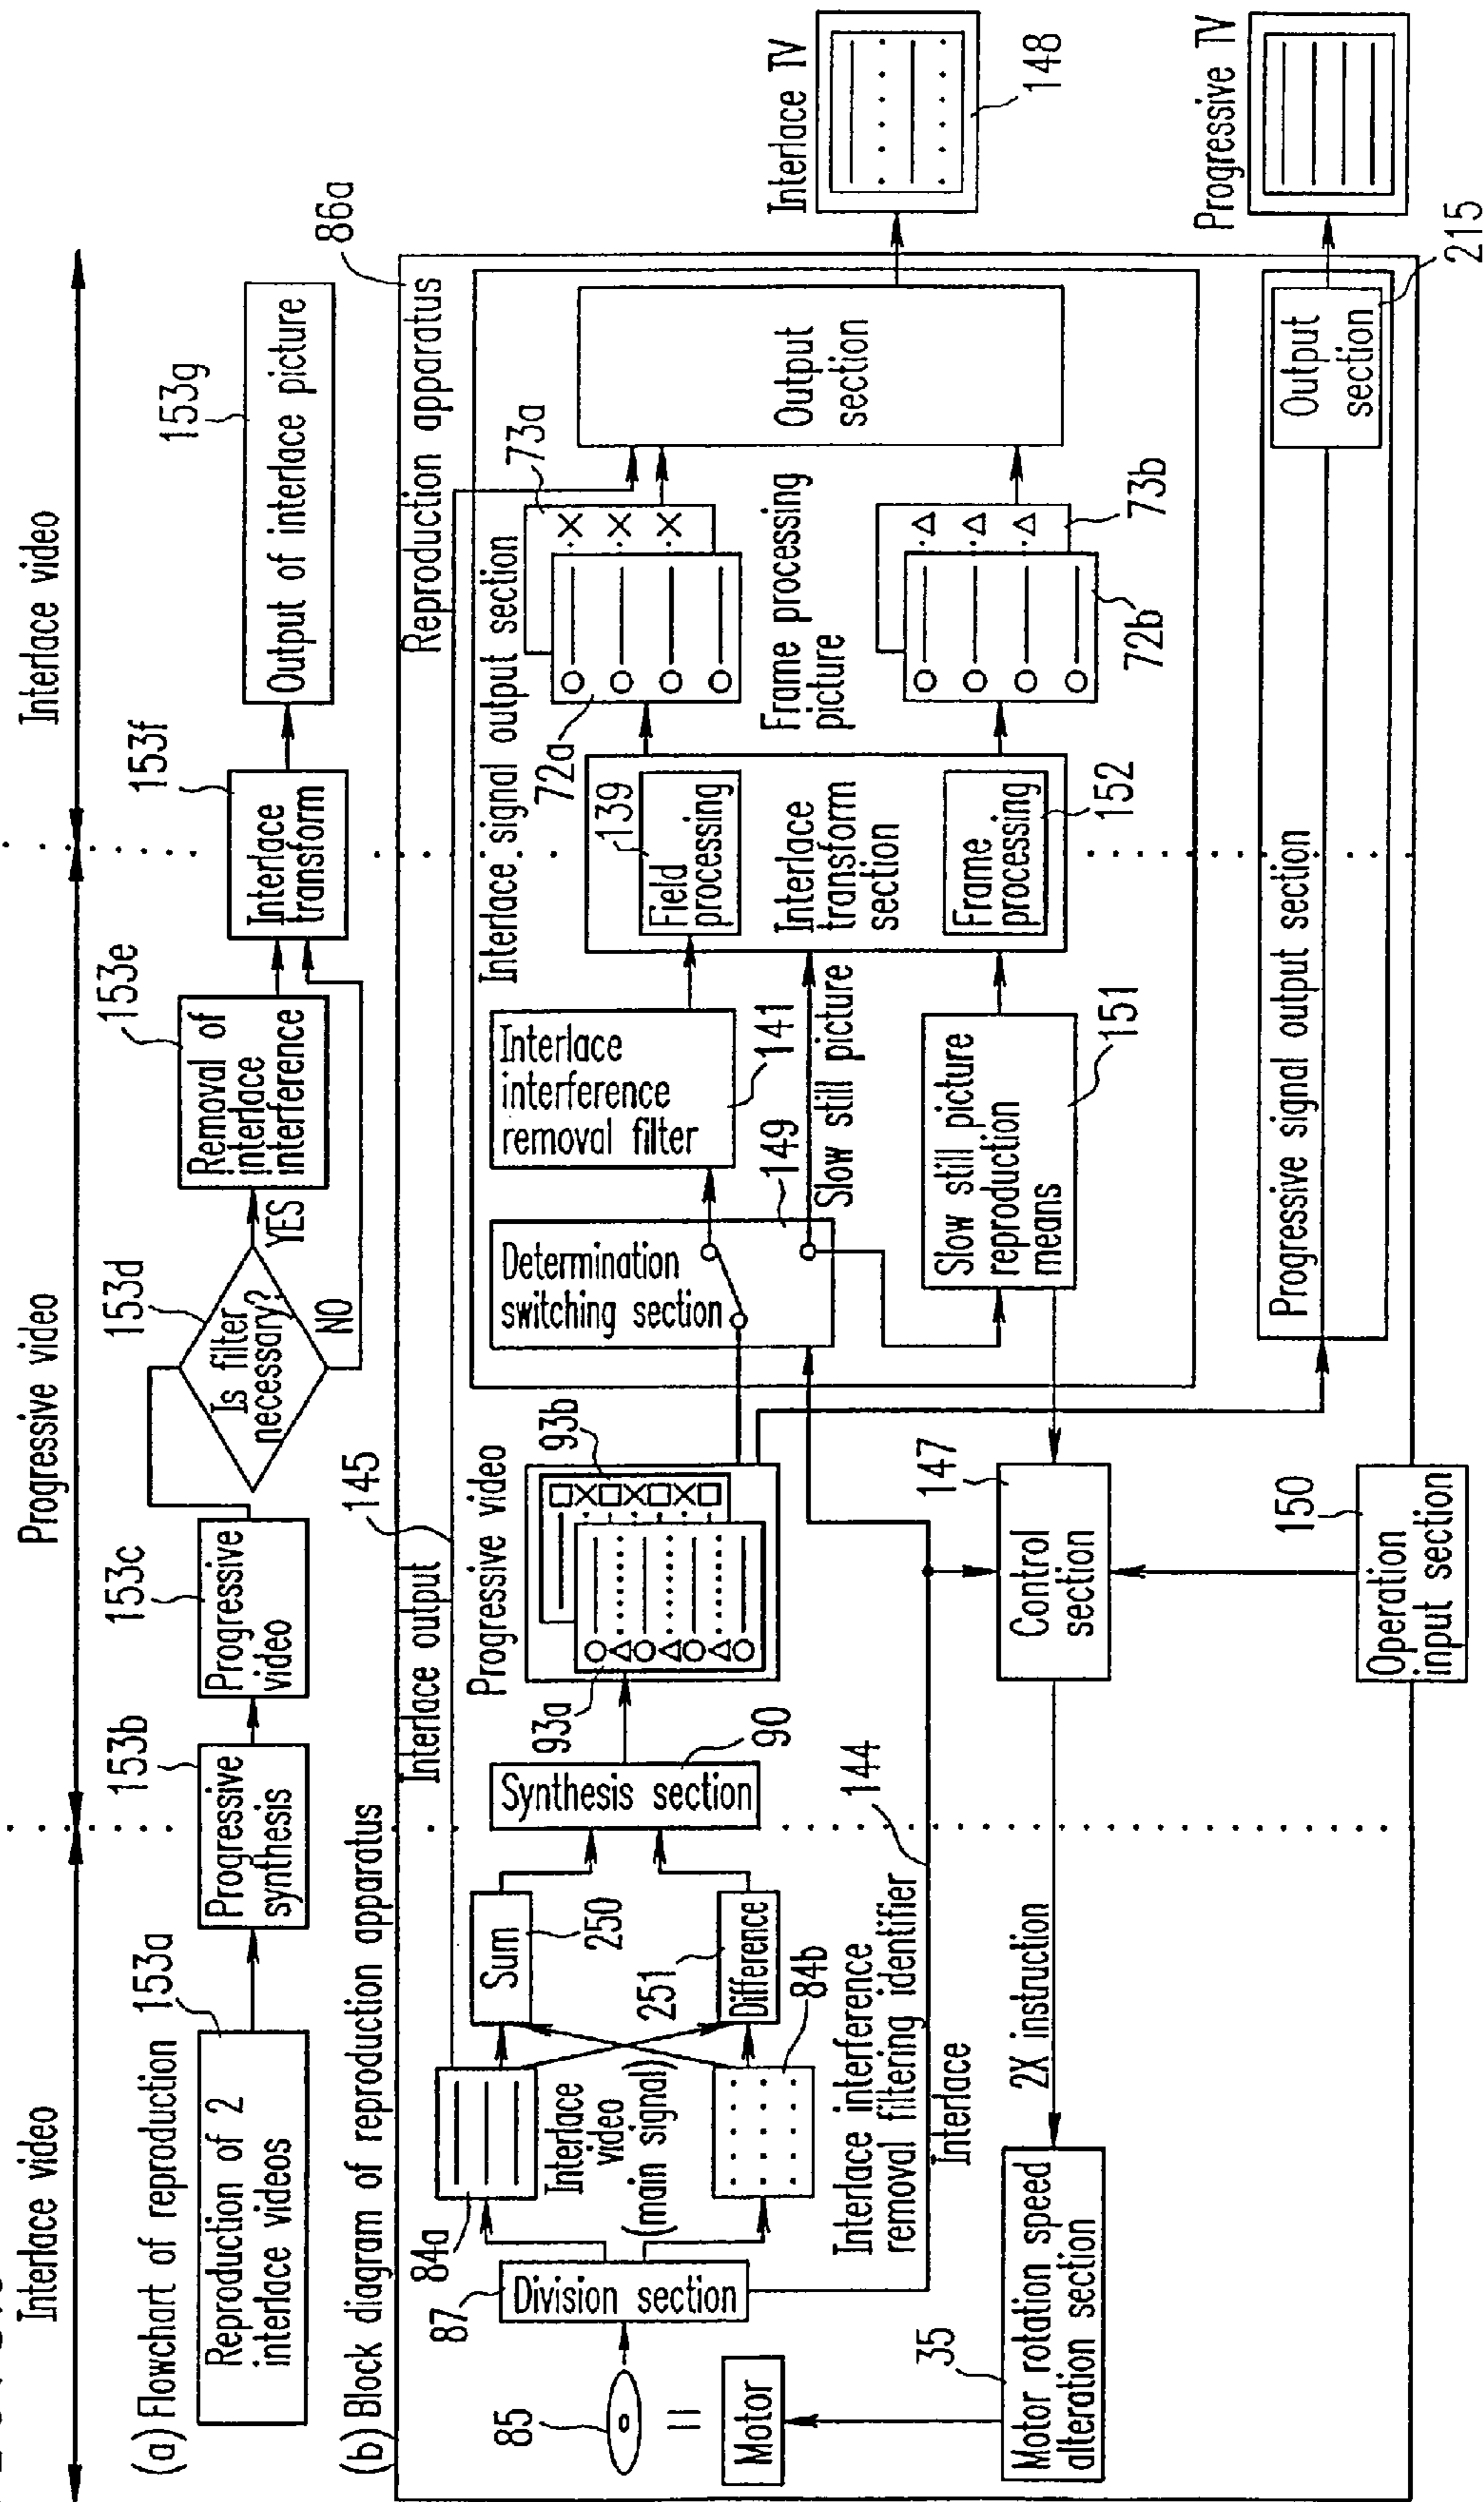 Interlace video
Progressive video
Interlace video
(a) Flowchart of reproduction
153a
Reproduction of 2
interlace videos
153b
Progressive
synthesis
153c
Progressive
video
153d
Is filter
necessary?
YES
NO
153e
Removal of
interlace
interference
153f
Interlace
transform
153g
Output of interlace picture
(b) Block diagram of reproduction apparatus
86a
Reproduction apparatus
145
Interlace output
85
Motor
87
Division section
84a
Interlace
video
(main signal)
84b
Sum
250
251
Difference
Synthesis section
90
Progressive video
93a
93b
Interlace interference
removal filtering identifier
144
Interlace
35
Motor rotation speed
alteration section
2X instruction
147
Control
section
150
Operation
input section
Interlace signal output section
Determination
switching section
149
Interlace
interference
removal filter
141
Slow still picture
Slow still picture
reproduction
means
151
139
Field
processing
Interlace
transform
section
Frame
processing
152
72a
73a
Frame processing
picture
72b
73b
Output
section
Interlace TV
148
Progressive signal output section
Output
section
215
Progressive TV